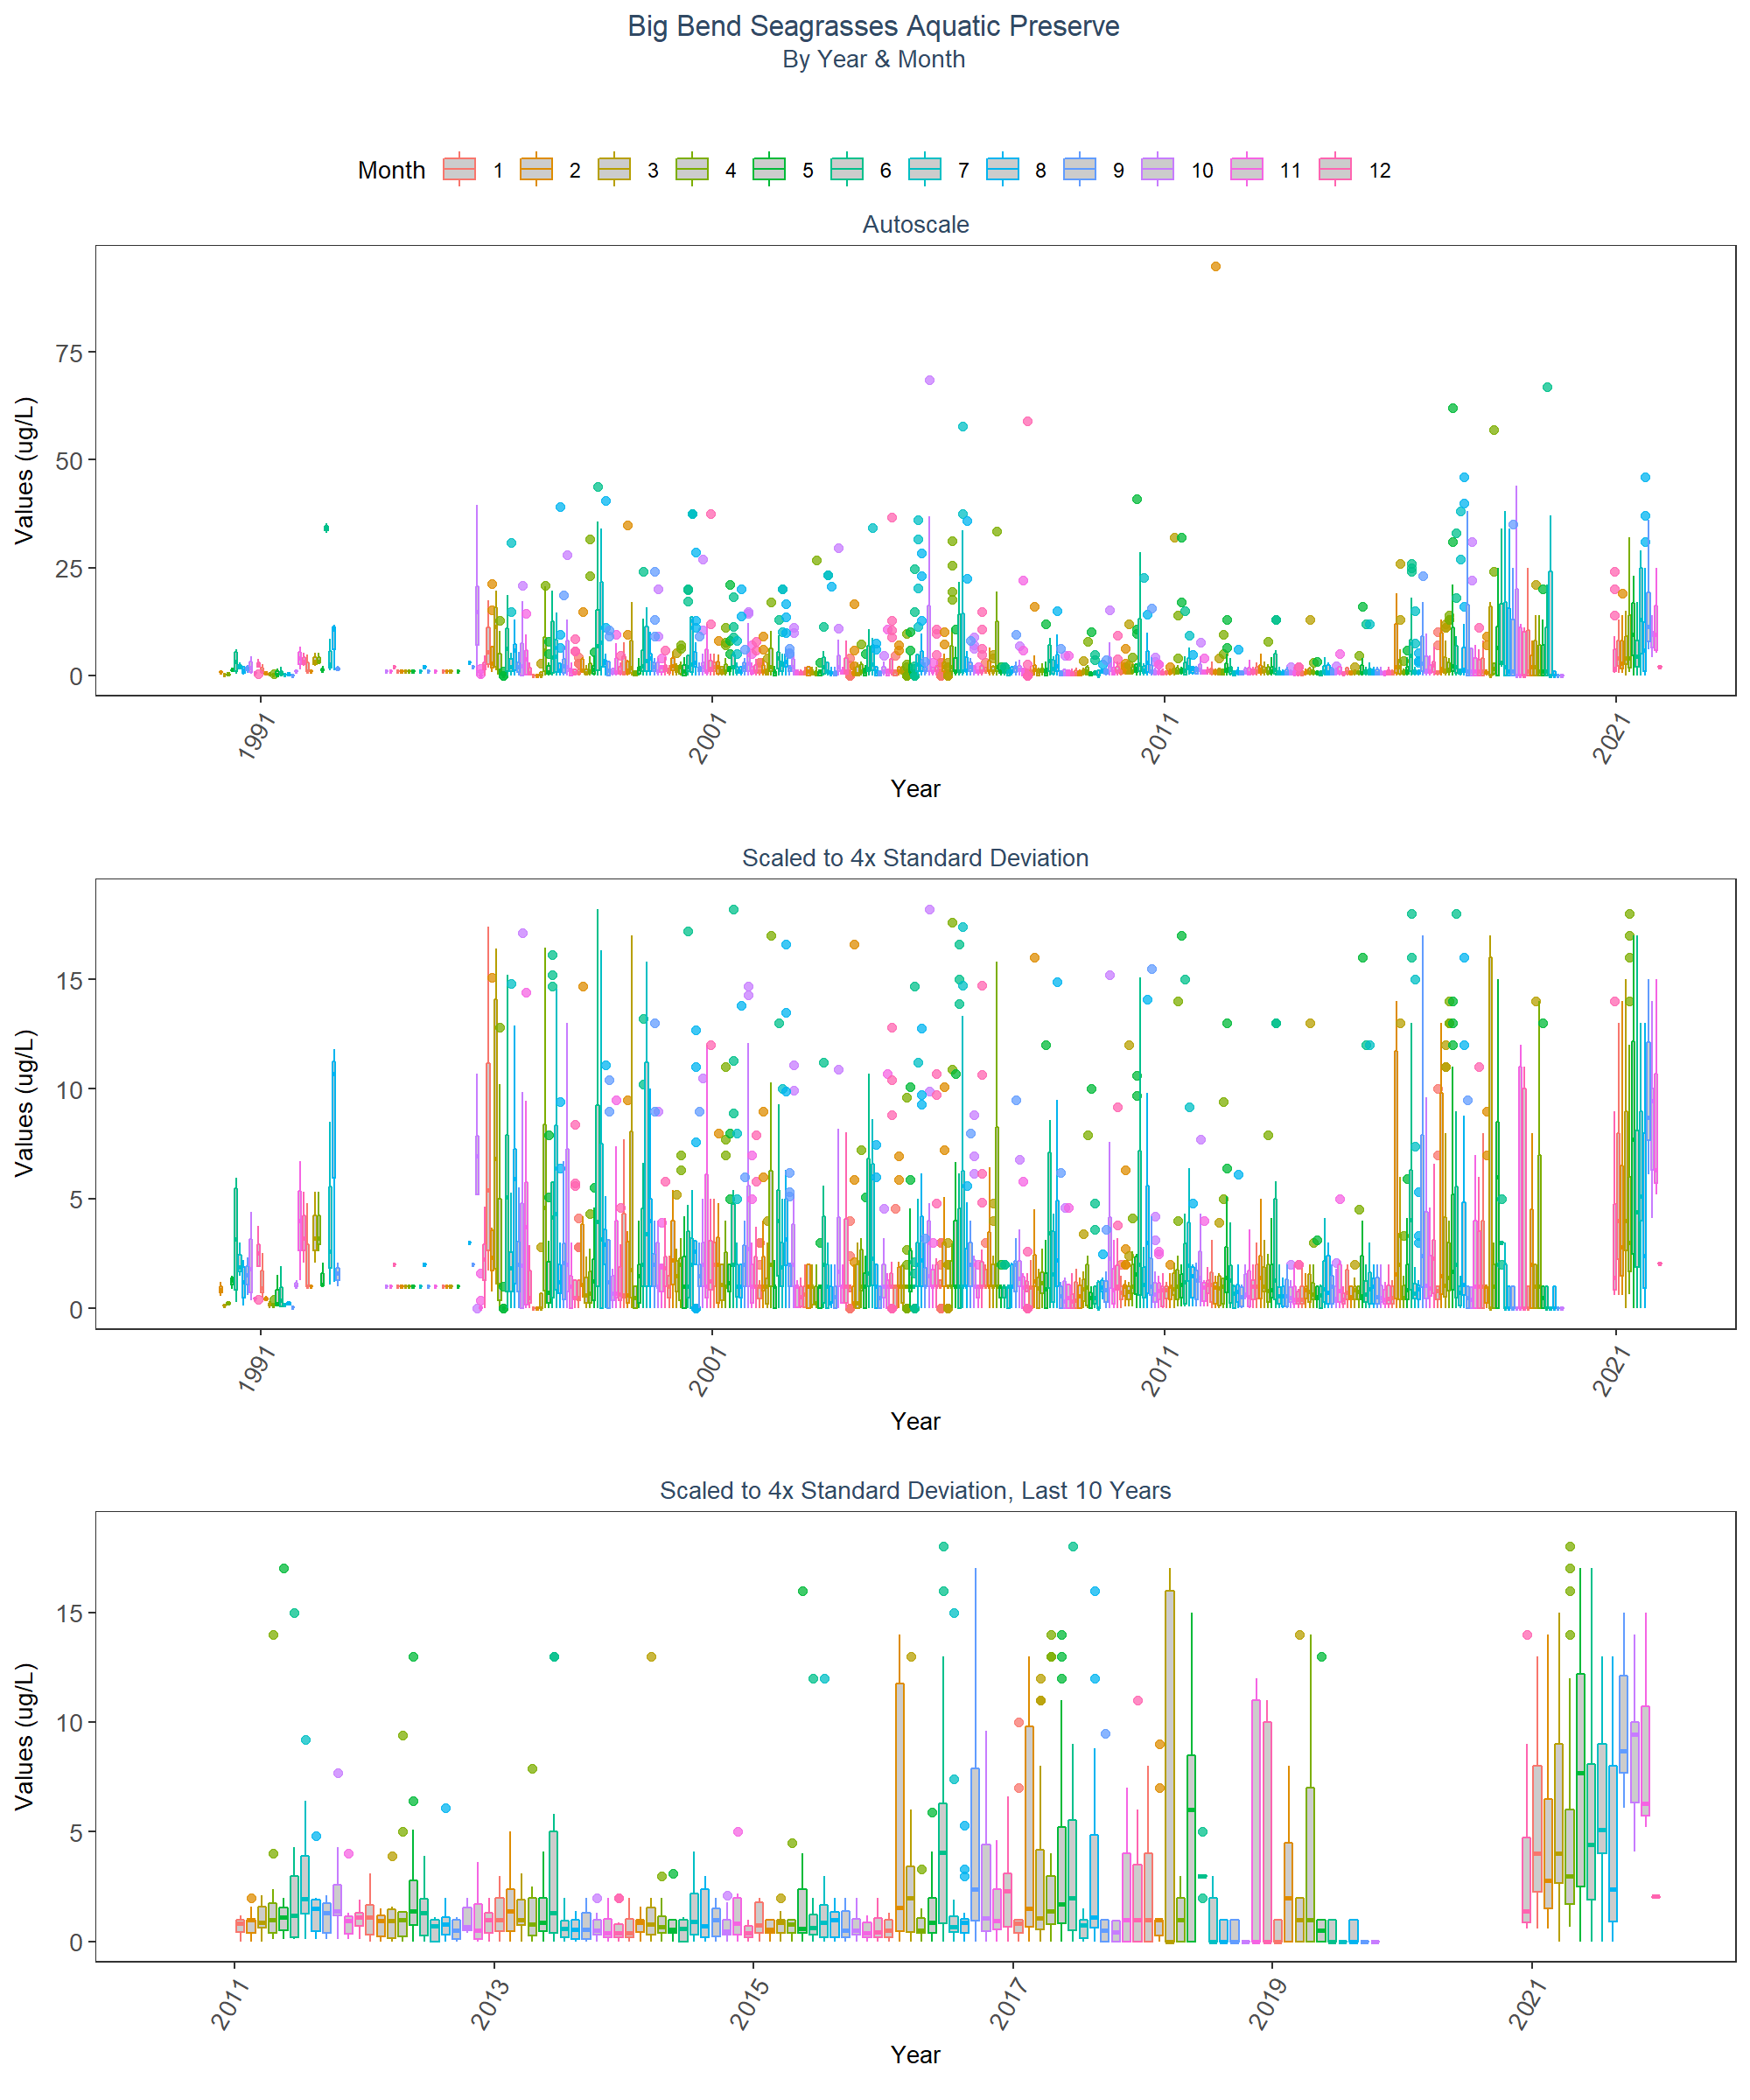 Big Bend Seagrasses Aquatic Preserve
By Year & Month
Month 1 2 3 4 5 6 7 8 9 10 11 12
Autoscale
Values (ug/L)
75
50
25
0
1991 2001 2011 2021
Year
Scaled to 4x Standard Deviation
Values (ug/L)
15
10
5
0
1991 2001 2011 2021
Year
Scaled to 4x Standard Deviation, Last 10 Years
Values (ug/L)
15
10
5
0
2011 2013 2015 2017 2019 2021
Year